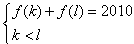 f(k) + f(l) = 2010
k < l